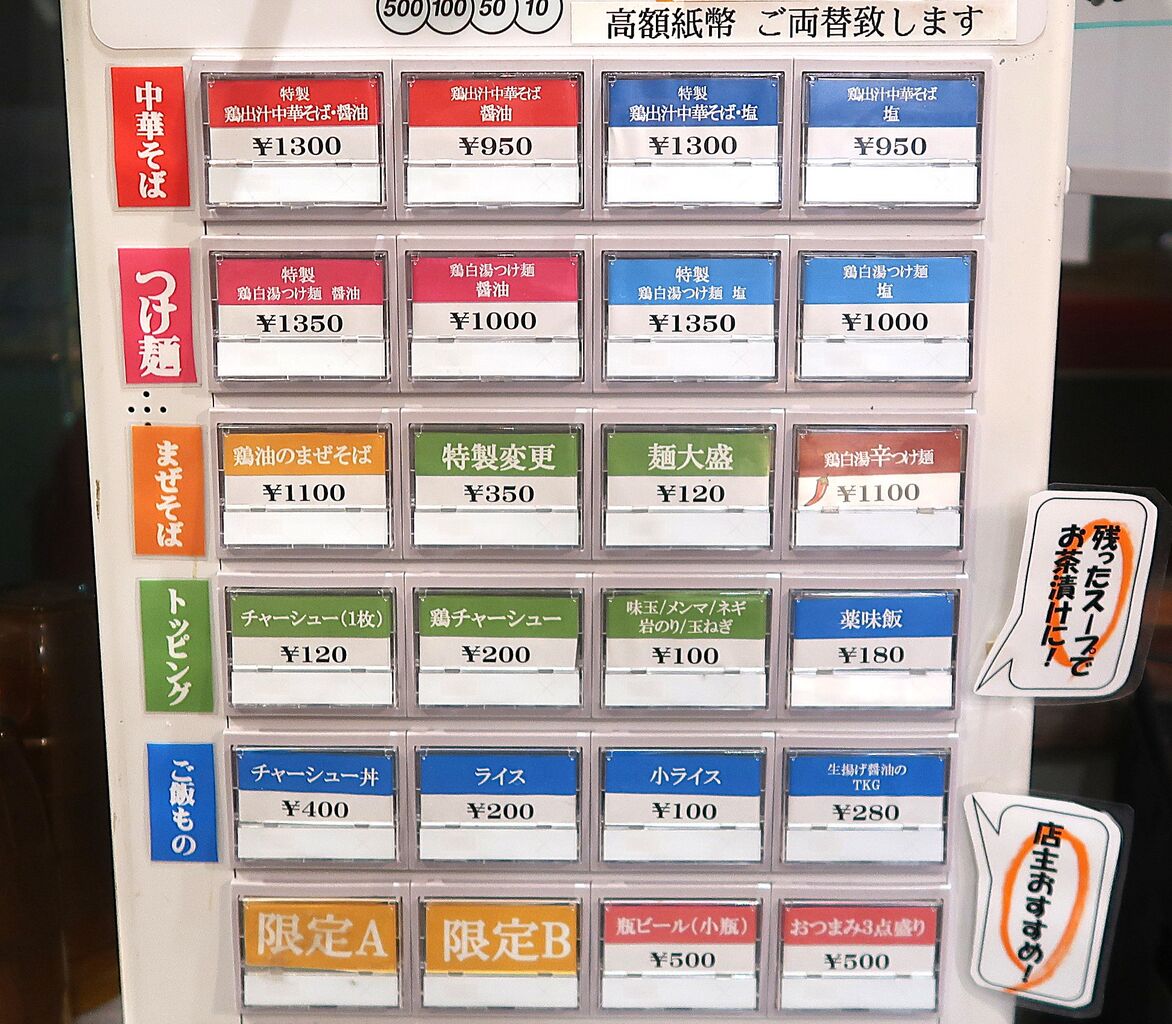 500 100 50 10
高額紙幣 ご両替致します
中華そば
特製
鶏出汁中華そば・醤油
¥1300
鶏出汁中華そば
醤油
¥950
特製
鶏出汁中華そば・塩
¥1300
鶏出汁中華そば
塩
¥950
つけ麺
特製
鶏白湯つけ麺 醤油
¥1350
鶏白湯つけ麺
醤油
¥1000
特製
鶏白湯つけ麺 塩
¥1350
鶏白湯つけ麺
塩
¥1000
まぜそば
鶏油のまぜそば
¥1100
特製変更
¥350
麺大盛
¥120
鶏白湯辛つけ麺
¥1100
トッピング
チャーシュー(1枚)
¥120
鶏チャーシュー
¥200
味玉/メンマ/ネギ
岩のり/玉ねぎ
¥100
薬味飯
¥180
残ったスープで
お茶漬けに!
ご飯もの
チャーシュー丼
¥400
ライス
¥200
小ライス
¥100
生揚げ醤油の
TKG
¥280
店主おすすめ!
限定A
限定B
瓶ビール(小瓶)
¥500
おつまみ3点盛り
¥500